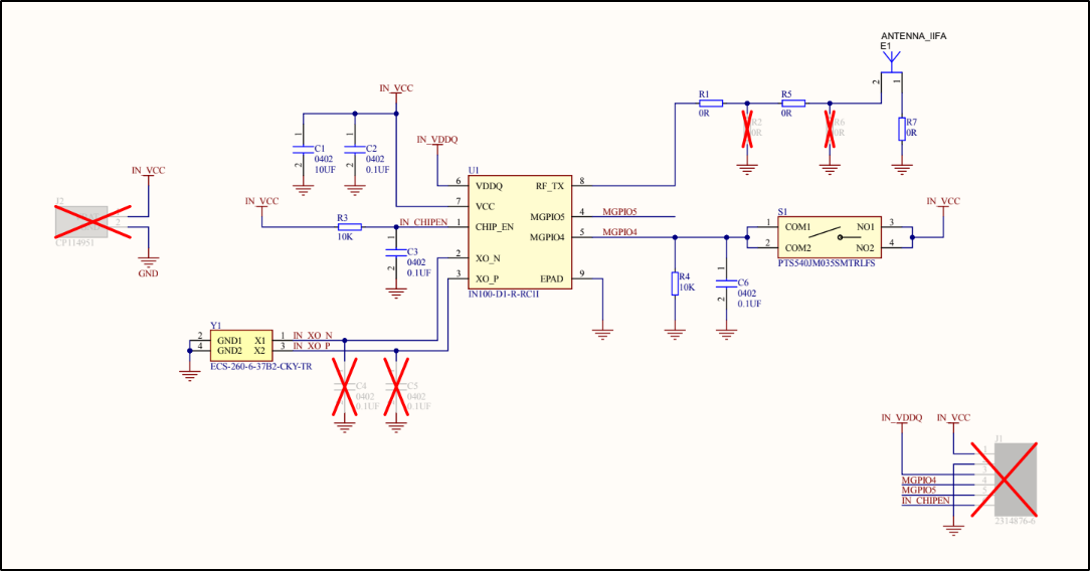 ANTENNA_IIFA
E1
2
1
IN_VCC
R1
0R
R5
0R
R2
0R
R6
0R
R7
0R
1
2
C1
0402
10UF
1
2
C2
0402
0.1UF
IN_VDDQ
IN_VCC
J2
2
CP114951
GND
IN_VCC
R3
10K
IN_CHIPEN
1
2
C3
0402
0.1UF
U1
6 VDDQ
7 VCC
1 CHIP_EN
2 XO_N
3 XO_P
RF_TX 8
MGPIO5 4
MGPIO4 5
EPAD 9
IN100-D1-R-RCII
MGPIO5
MGPIO4
R4
10K
1
2
C6
0402
0.1UF
S1
1 COM1
2 COM2
NO1 3
NO2 4
PTS540JM035SMTRLFS
IN_VCC
Y1
2 GND1
4 GND2
X1 1
X2 3
IN_XO_N
IN_XO_P
ECS-260-6-37B2-CKY-TR
C4
0402
0.1UF
C5
0402
0.1UF
IN_VDDQ
IN_VCC
J1
MGPIO4
MGPIO5
IN_CHIPEN
4
2314876-6